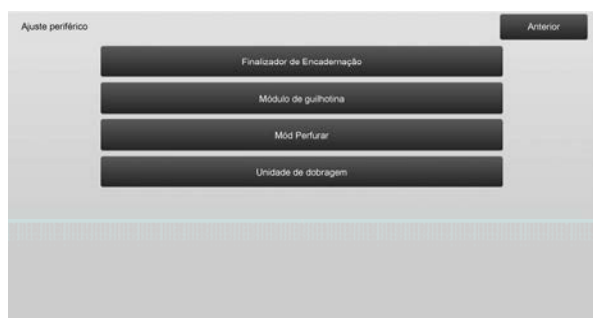 Ajuste periférico
Anterior
Finalizador de Encadernação
Módulo de guilhotina
Mód Perfurar
Unidade de dobragem